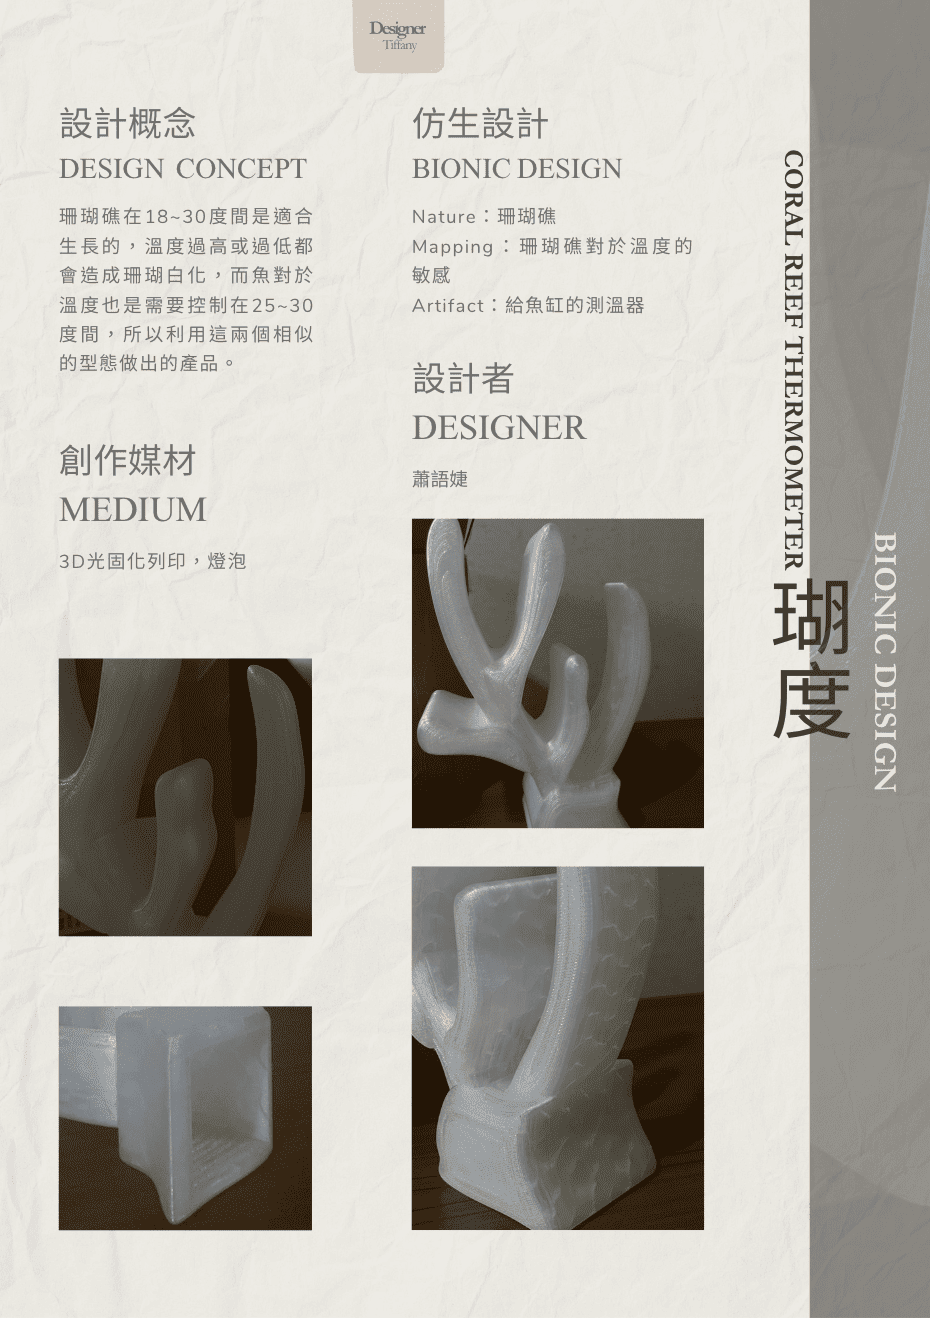 Designer
Tiffany
設計概念
DESIGN CONCEPT
珊瑚礁在18~30度間是適合
生長的，溫度過高或過低都
會造成珊瑚白化，而魚對於
溫度也是需要控制在25~30
度間，所以利用這兩個相似
的型態做出的產品。
創作媒材
MEDIUM
3D光固化列印，燈泡
仿生設計
BIONIC DESIGN
Nature：珊瑚礁
Mapping：珊瑚礁對於溫度的
敏感
Artifact：給魚缸的測溫器
設計者
DESIGNER
蕭語婕
CORAL REEF THERMOMETER
瑚度
BIONIC DESIGN